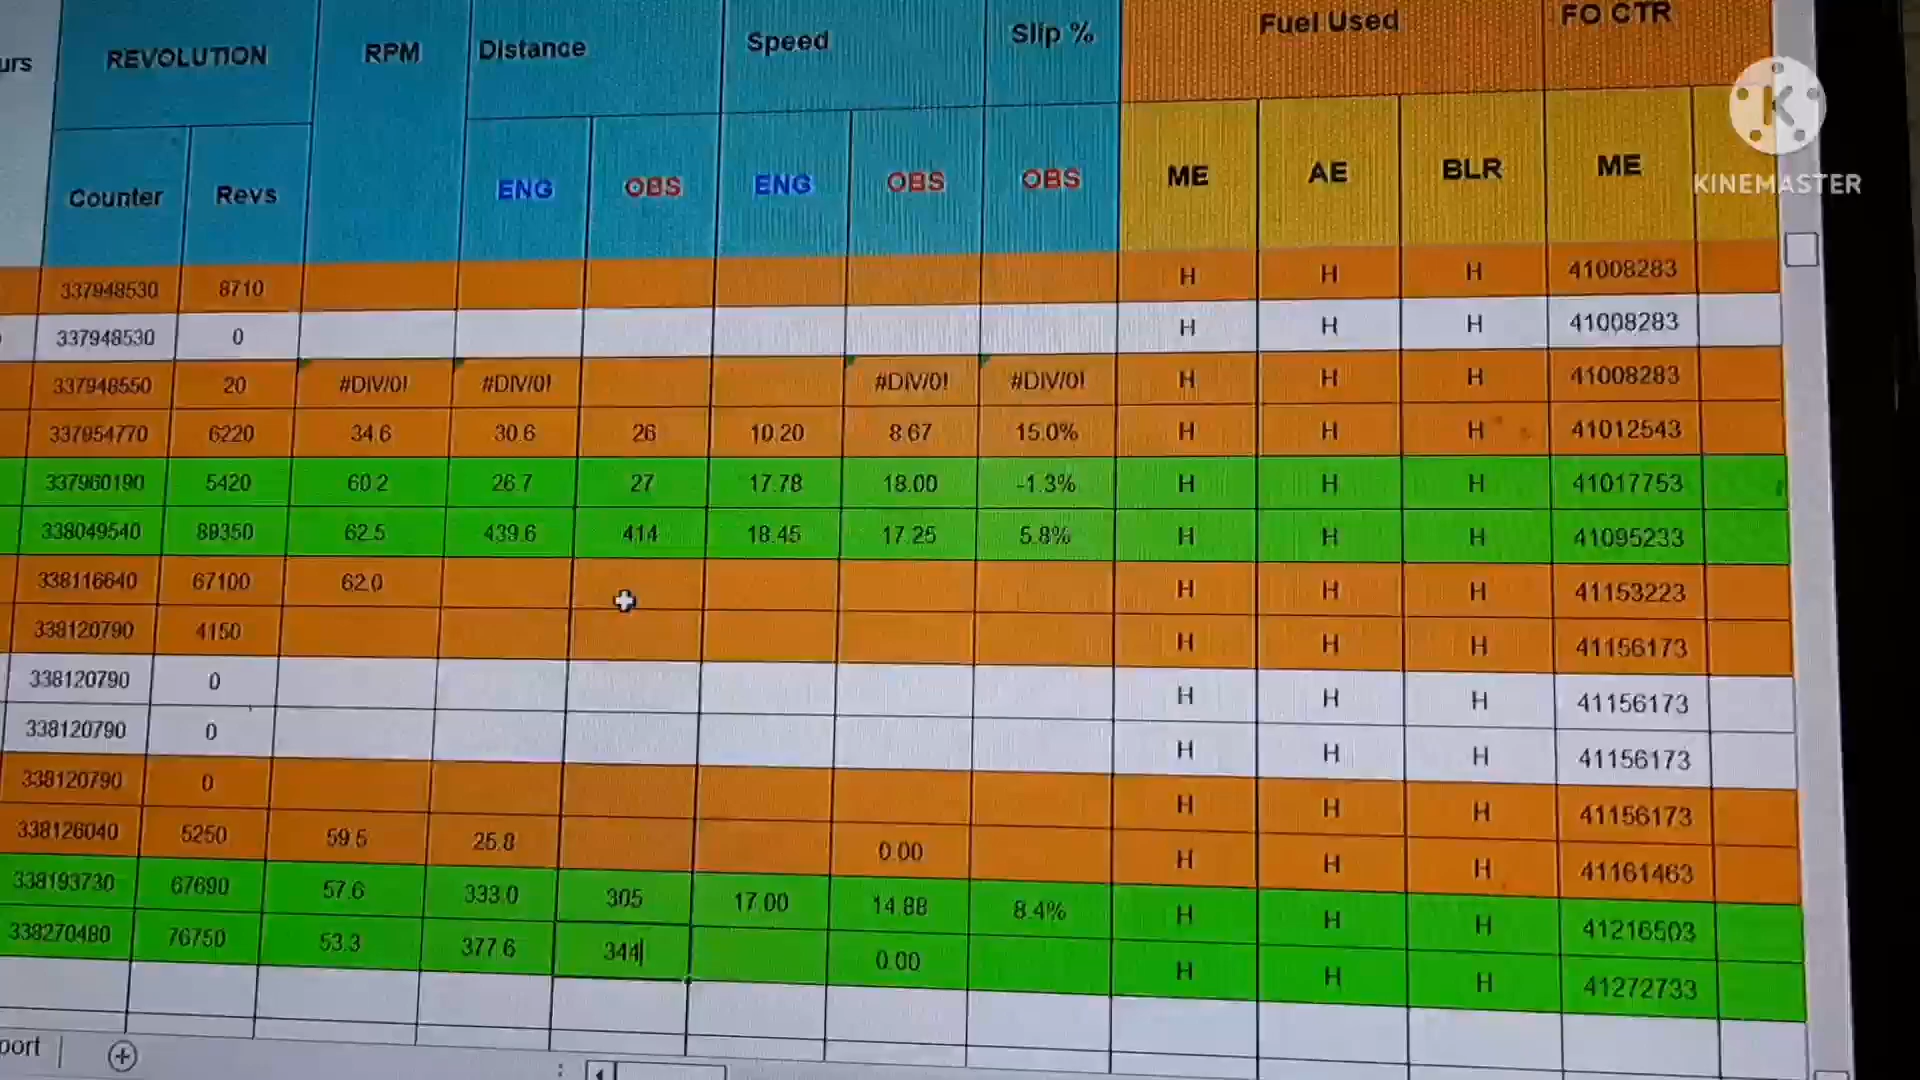 urs REVOLUTION RPM Distance Speed Slip % Fuel Used FO CTR
Counter Revs ENG OBS ENG OBS OBS ME AE BLR ME
KINEMASTER
337948530 8710 H H H 41008283
337948530 0 H H H 41008283
337948550 20 #DIV/0! #DIV/0! #DIV/0! #DIV/0! H H H 41008283
337954770 6220 34.6 30.6 26 10.20 8.67 15.0% H H H 41012543
337960190 5420 60.2 26.7 27 17.78 18.00 -1.3% H H H 41017753
338049540 89350 62.5 439.6 414 18.45 17.25 5.8% H H H 41095233
338116640 67100 62.0 H H H 41153223
338120790 4150 H H H 41156173
338120790 0 H H H 41156173
338120790 0 H H H 41156173
338120790 0 H H H 41156173
338126040 5250 59.5 25.8 0.00 H H H 41161463
338193730 67690 57.6 333.0 305 17.00 14.88 8.4% H H H 41216503
338270480 76750 53.3 377.6 344 0.00 H H H 41272733
port